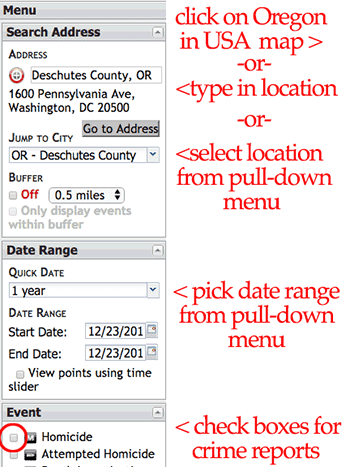 Menu
Search Address
ADDRESS
Deschutes County, OR
1600 Pennsylvania Ave,
Washington, DC 20500
Go to Address
JUMP TO CITY
OR - Deschutes County
BUFFER
Off 0.5 miles
Only display events
within buffer
Date Range
QUICK DATE
1 year
DATE RANGE
Start Date: 12/23/201
End Date: 12/23/201
View points using time
slider
Event
M Homicide
Attempted Homicide
click on Oregon
in USA map >
-or-
<type in location
-or-
<select location
from pull-down
menu
< pick date range
from pull-down
menu
< check boxes for
crime reports